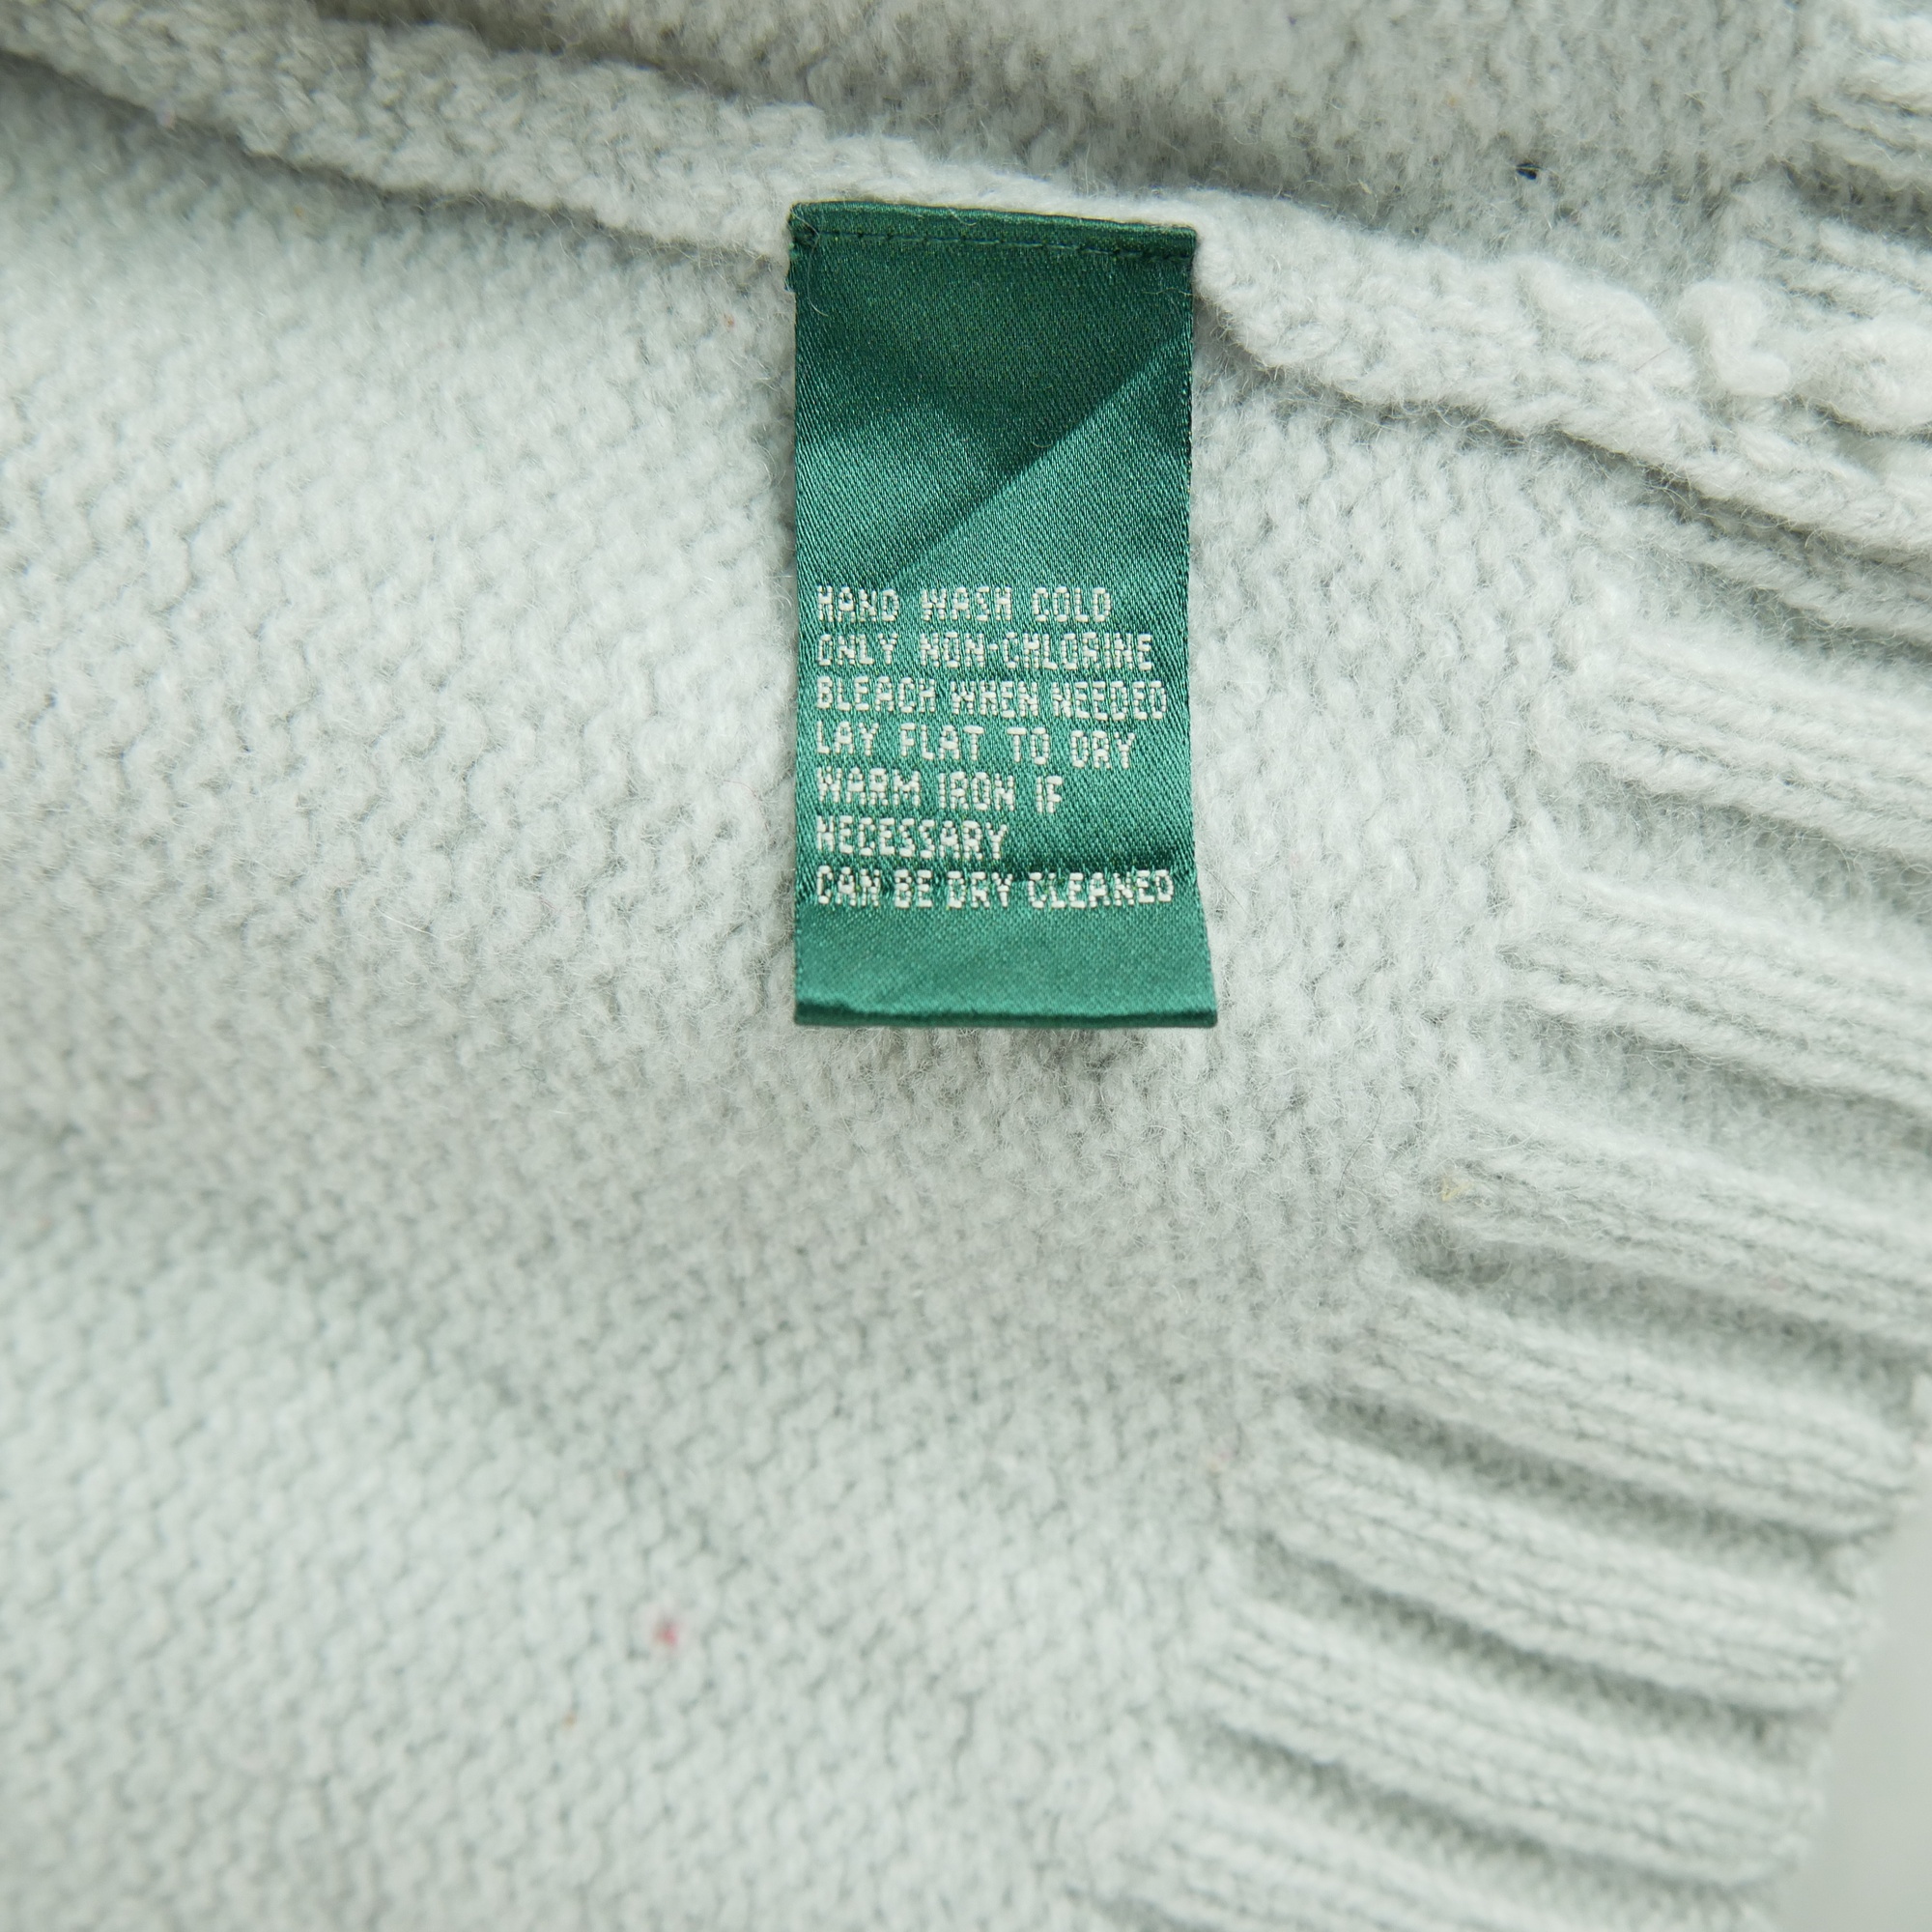 HAND WASH COLD
ONLY NON-CHLORINE
BLEACH WHEN NEEDED
LAY FLAT TO DRY
WARM IRON IF
NECESSARY
CAN BE DRY CLEANED